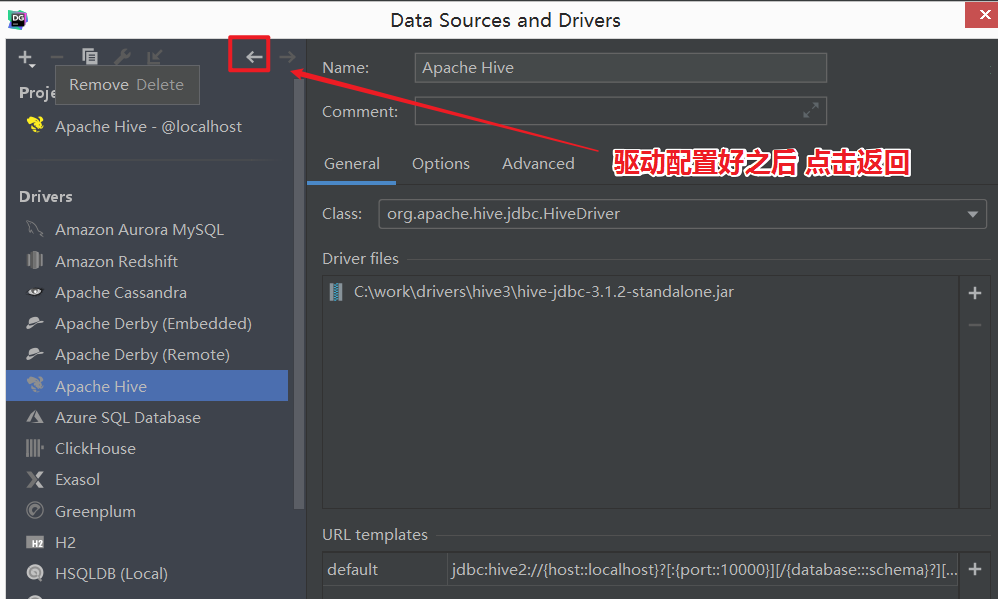 DG
Data Sources and Drivers
Remove Delete
Apache Hive - @localhost
Drivers
Amazon Aurora MySQL
Amazon Redshift
Apache Cassandra
Apache Derby (Embedded)
Apache Derby (Remote)
Apache Hive
Azure SQL Database
ClickHouse
Exasol
Greenplum
H2 H2
HSQLDB (Local)
Name: Apache Hive
Comment:
驱动配置好之后 点击返回
General Options Advanced
Class: org.apache.hive.jdbc.HiveDriver
Driver files
C:\work\drivers\hive3\hive-jdbc-3.1.2-standalone.jar
URL templates
default jdbc:hive2://{host::localhost}?[:{port::10000}][/{database:::schema}?][...